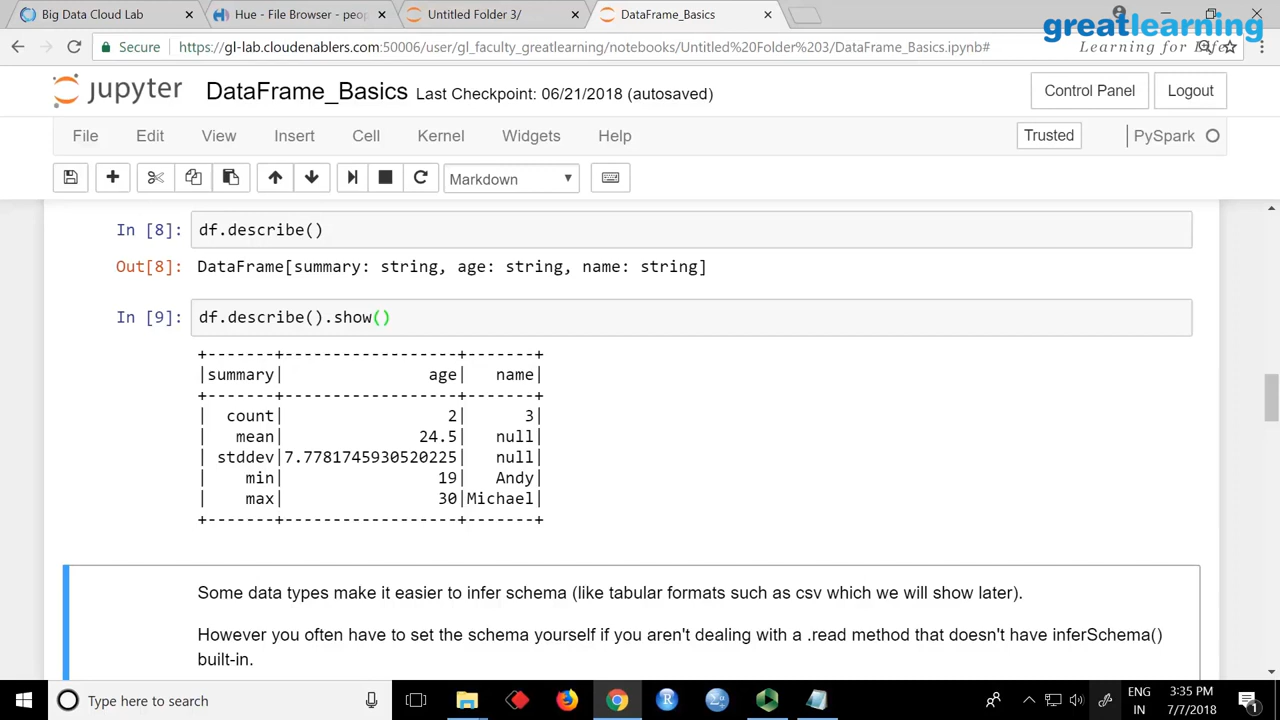 Big Data Cloud Lab
Hue - File Browser - peop
Untitled Folder 3/
DataFrame_Basics
greatlearning
Learning for Life
Secure
https://gl-lab.cloudenablers.com:50006/user/gl_faculty_greatlearning/notebooks/Untitled%20Folder%203/DataFrame_Basics.ipynb#
jupyter
DataFrame_Basics
Last Checkpoint: 06/21/2018 (autosaved)
Control Panel
Logout
File
Edit
View
Insert
Cell
Kernel
Widgets
Help
Trusted
PySpark
Markdown
In [8]: df.describe()
Out[8]: DataFrame[summary: string, age: string, name: string]
In [9]: df.describe().show()
+-------+------------------+-------+
|summary|               age|   name|
+-------+------------------+-------+
|  count|                 2|      3|
|   mean|              24.5|   null|
| stddev|7.7781745930520225|   null|
|    min|                19|   Andy|
|    max|                30|Michael|
+-------+------------------+-------+
Some data types make it easier to infer schema (like tabular formats such as csv which we will show later).
However you often have to set the schema yourself if you aren't dealing with a .read method that doesn't have inferSchema()
built-in.
Type here to search
ENG
IN
3:35 PM
7/7/2018
1